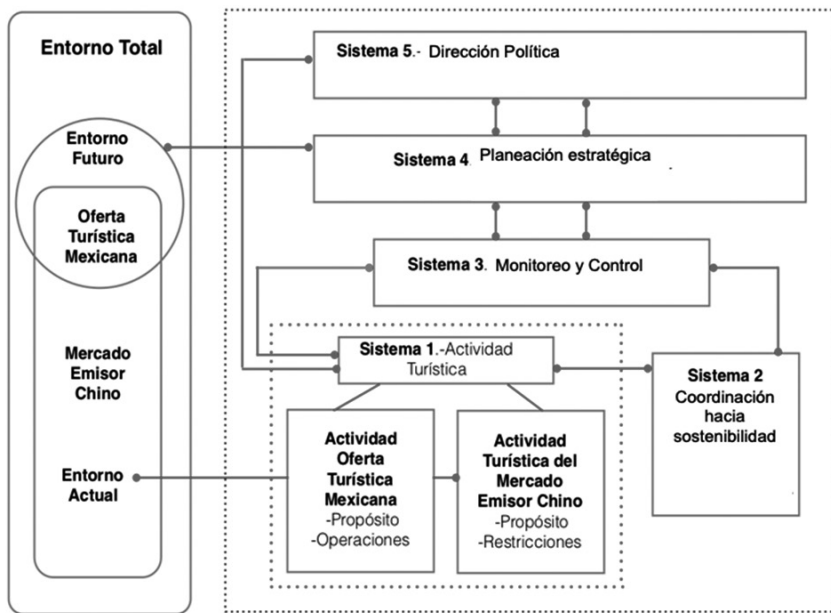 Entorno Total
Entorno
Futuro
Oferta
Turística
Mexicana
Mercado
Emisor
Chino
Entorno
Actual
Sistema 5.- Dirección Política
Sistema 4. Planeación estratégica
Sistema 3. Monitoreo y Control
Sistema 1.-Actividad
Turística
Sistema 2
Coordinación
hacia
sostenibilidad
Actividad
Oferta
Turística
Mexicana
-Propósito
-Operaciones
Actividad
Turística del
Mercado
Emisor Chino
-Propósito
-Restricciones